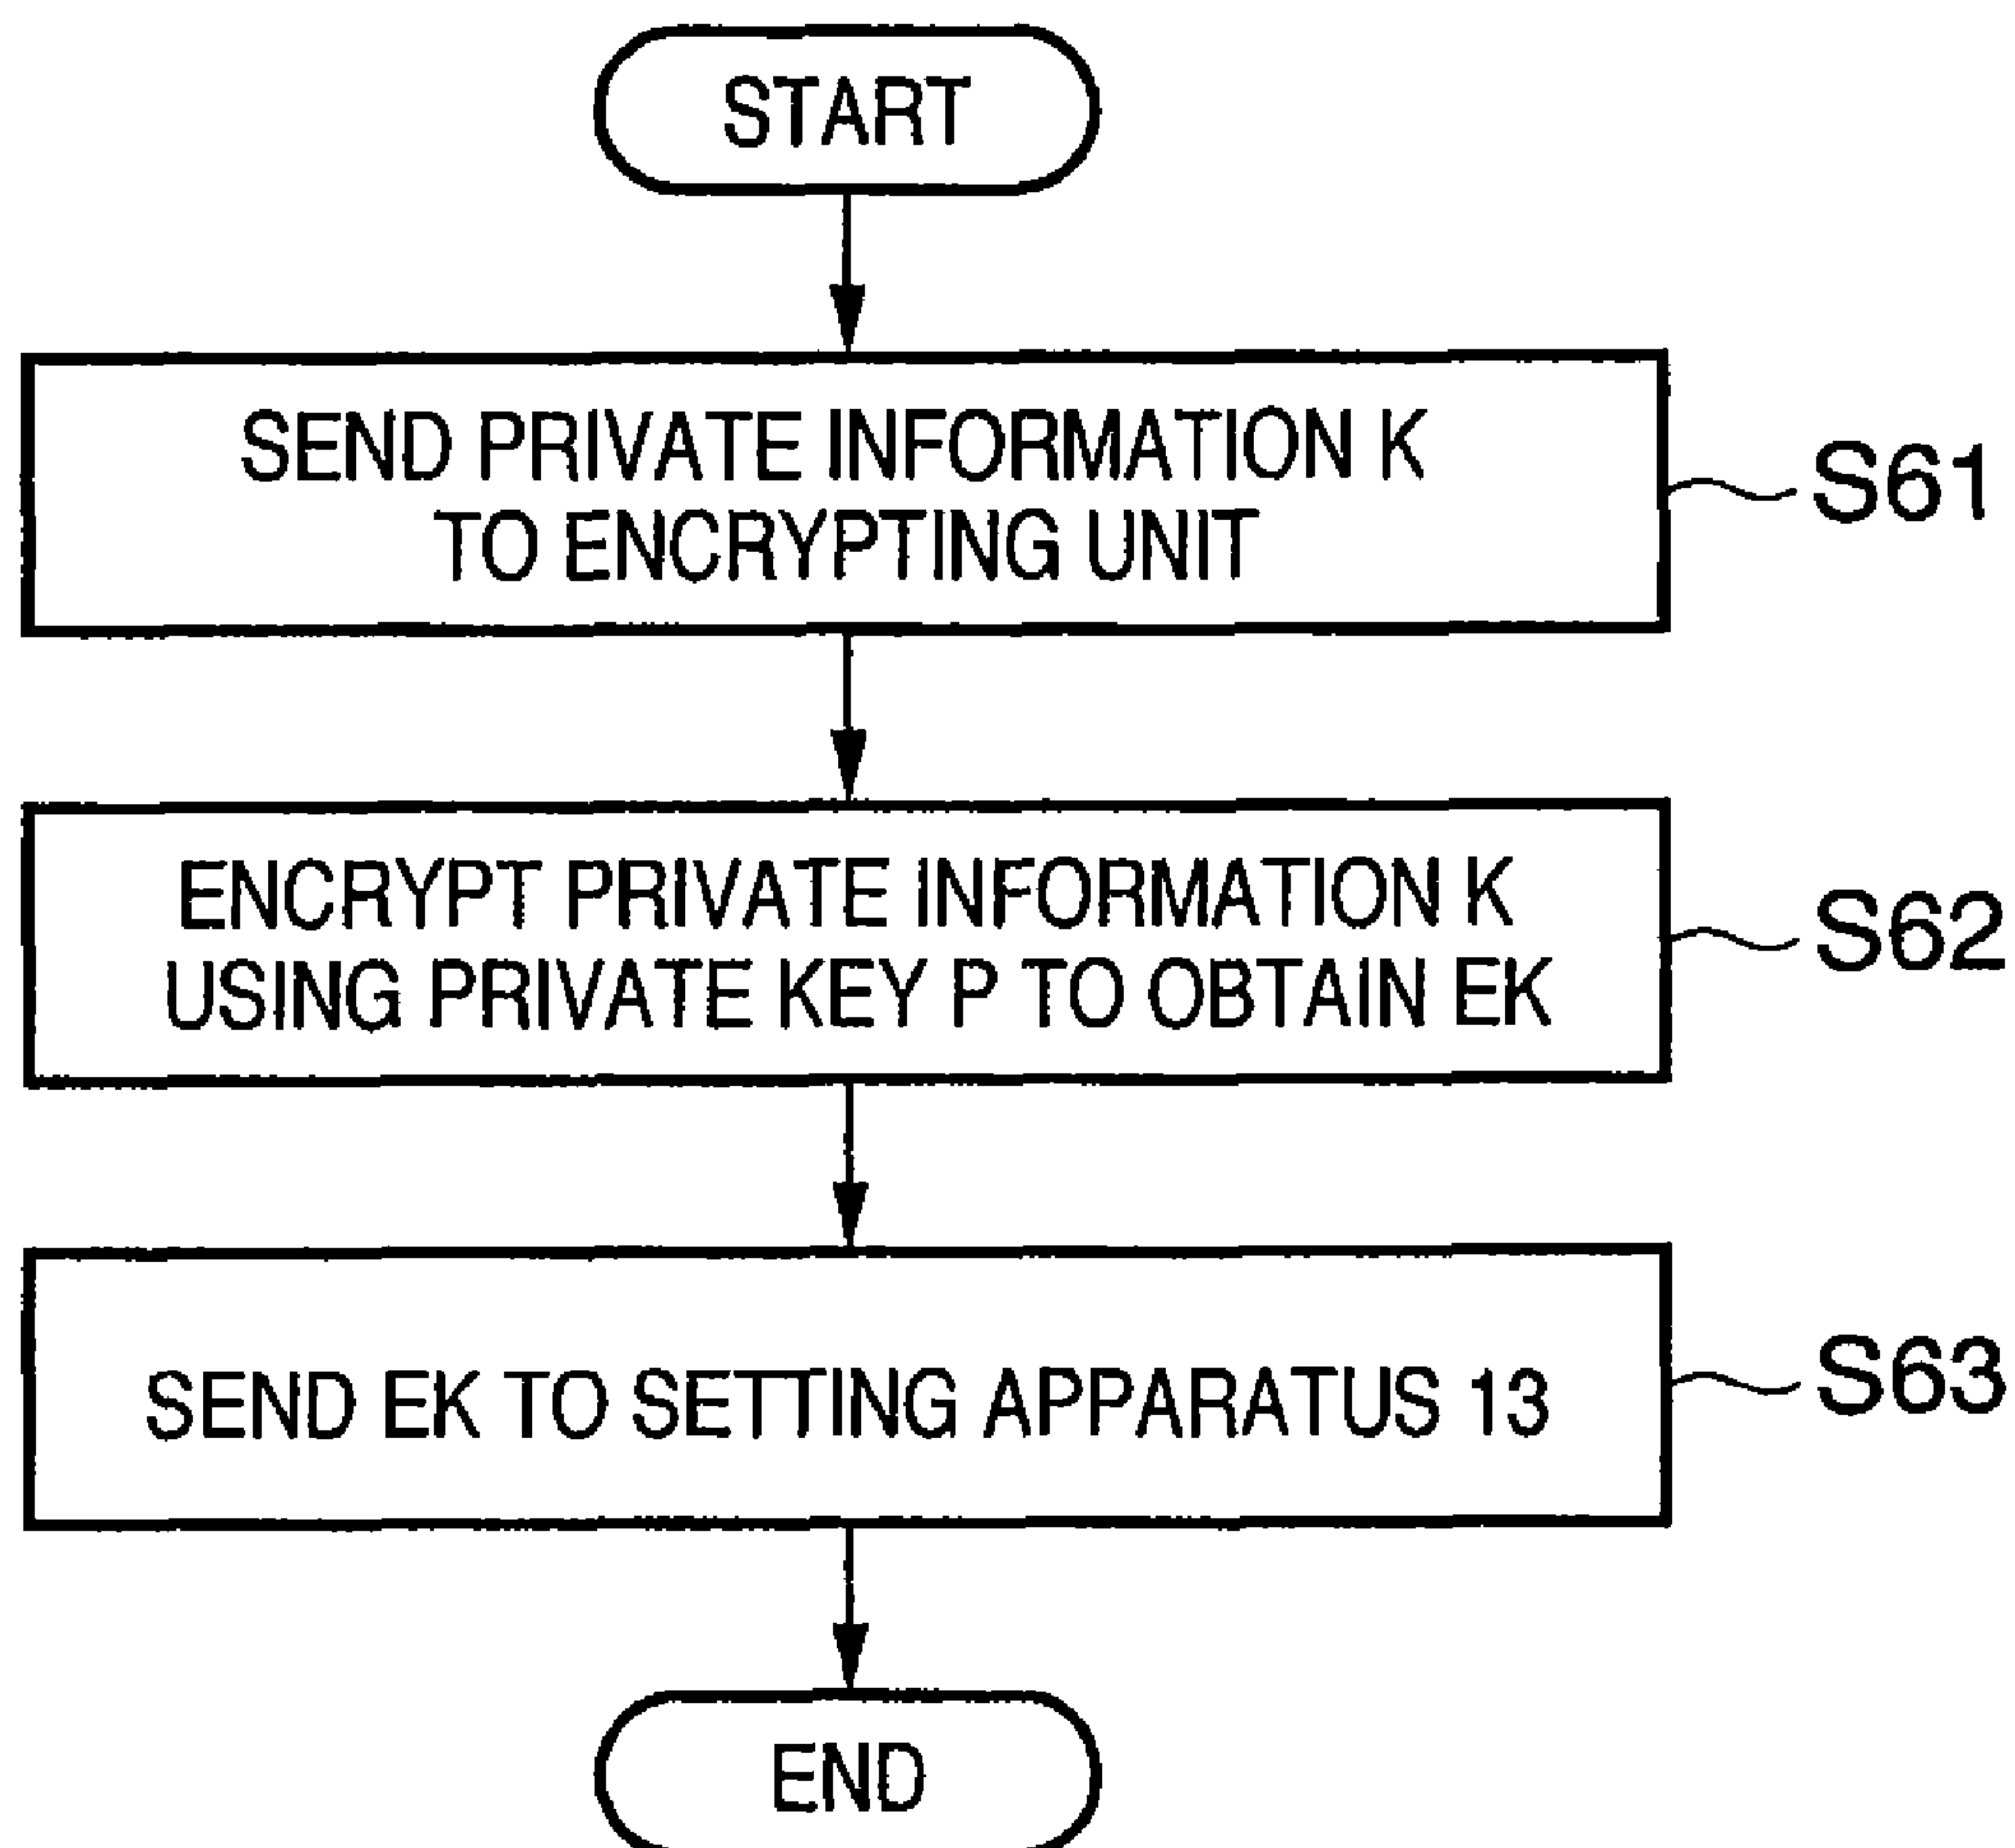 START
SEND PRIVATE INFORMATION K
TO ENCRYPTING UNIT
S61
ENCRYPT PRIVATE INFORMATION K
USING PRIVATE KEY P TO OBTAIN EK
S62
SEND EK TO SETTING APPARATUS 13
S63
END